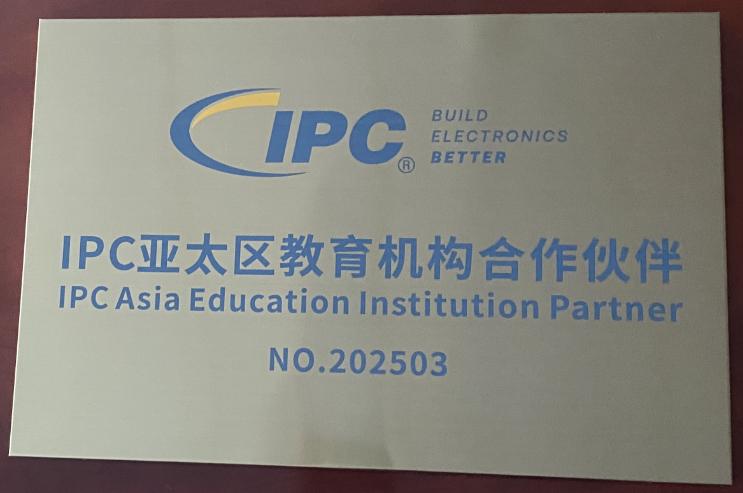 IPC® BUILD
ELECTRONICS
BETTER
IPC亚太区教育机构合作伙伴
IPC Asia Education Institution Partner
NO.202503